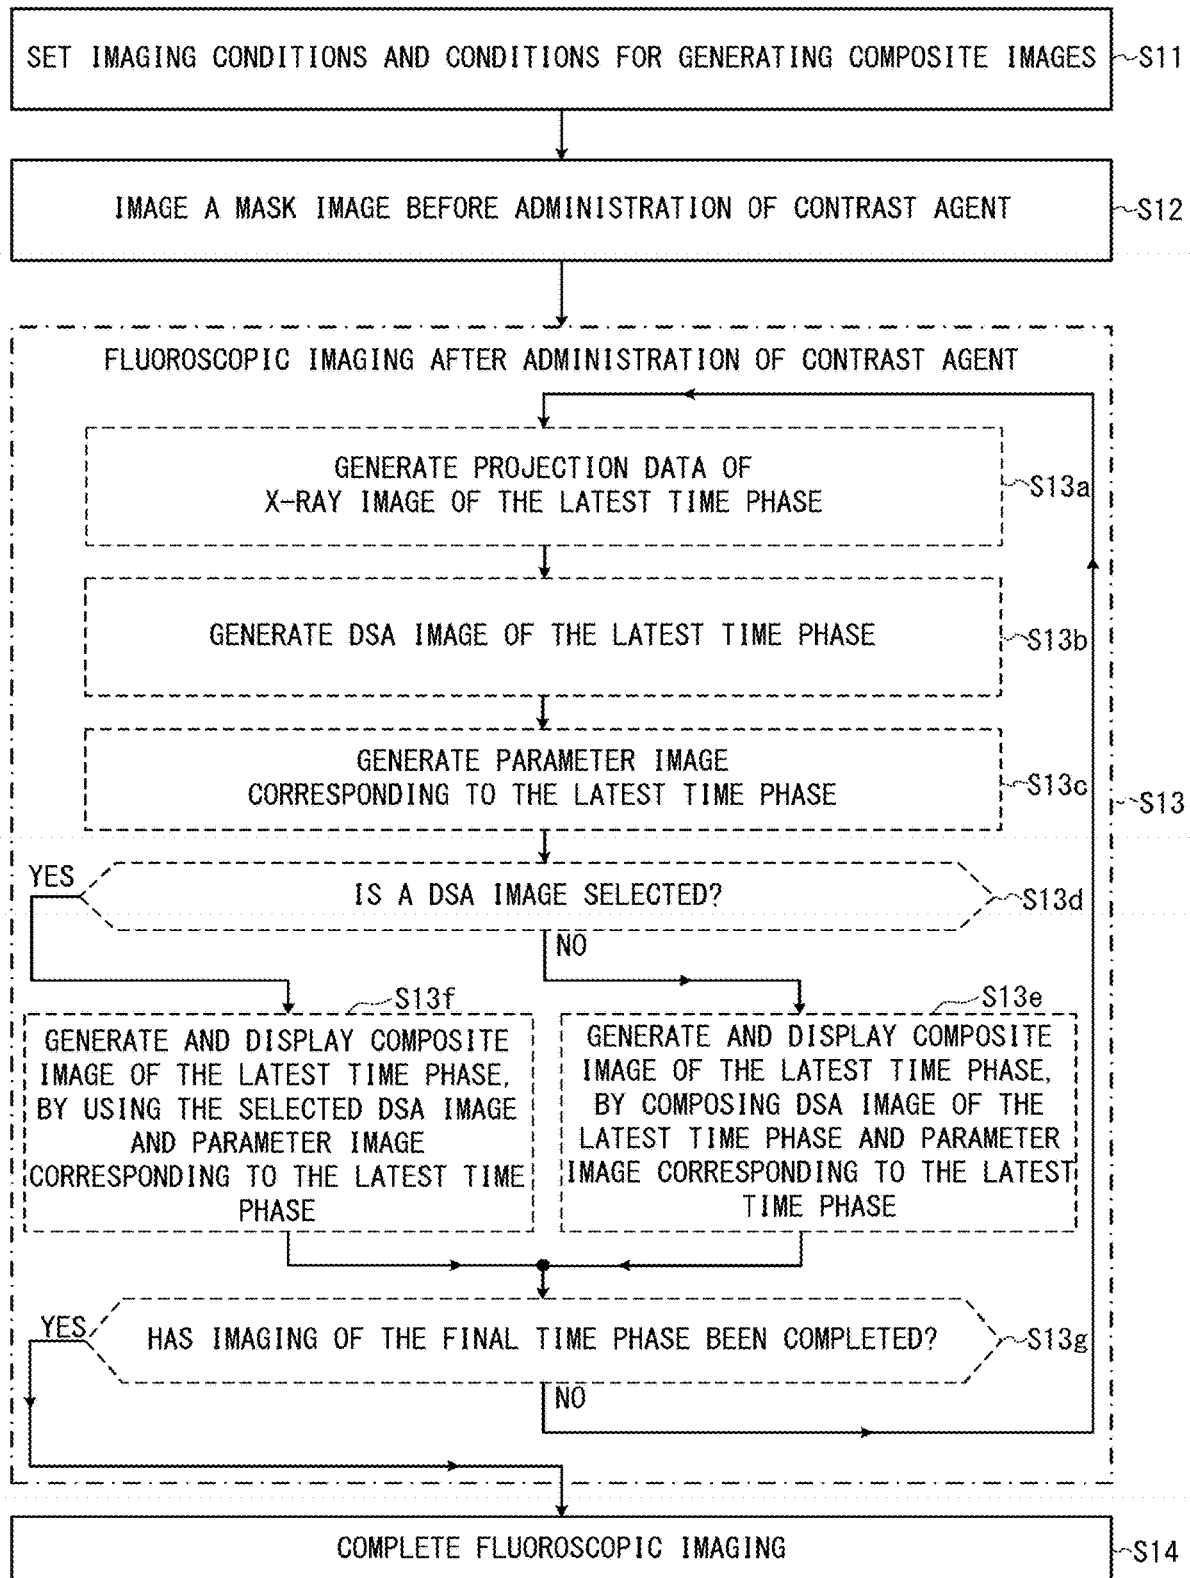 SET IMAGING CONDITIONS AND CONDITIONS FOR GENERATING COMPOSITE IMAGES
S11
IMAGE A MASK IMAGE BEFORE ADMINISTRATION OF CONTRAST AGENT
S12
FLUOROSCOPIC IMAGING AFTER ADMINISTRATION OF CONTRAST AGENT
GENERATE PROJECTION DATA OF
X-RAY IMAGE OF THE LATEST TIME PHASE
S13a
GENERATE DSA IMAGE OF THE LATEST TIME PHASE
S13b
GENERATE PARAMETER IMAGE
CORRESPONDING TO THE LATEST TIME PHASE
S13c
S13
YES
IS A DSA IMAGE SELECTED?
S13d
NO
S13f
GENERATE AND DISPLAY COMPOSITE
IMAGE OF THE LATEST TIME PHASE,
BY USING THE SELECTED DSA IMAGE
AND PARAMETER IMAGE
CORRESPONDING TO THE LATEST TIME
PHASE
S13e
GENERATE AND DISPLAY COMPOSITE
IMAGE OF THE LATEST TIME PHASE,
BY COMPOSING DSA IMAGE OF THE
LATEST TIME PHASE AND PARAMETER
IMAGE CORRESPONDING TO THE LATEST
TIME PHASE
YES
HAS IMAGING OF THE FINAL TIME PHASE BEEN COMPLETED?
S13g
NO
COMPLETE FLUOROSCOPIC IMAGING
S14